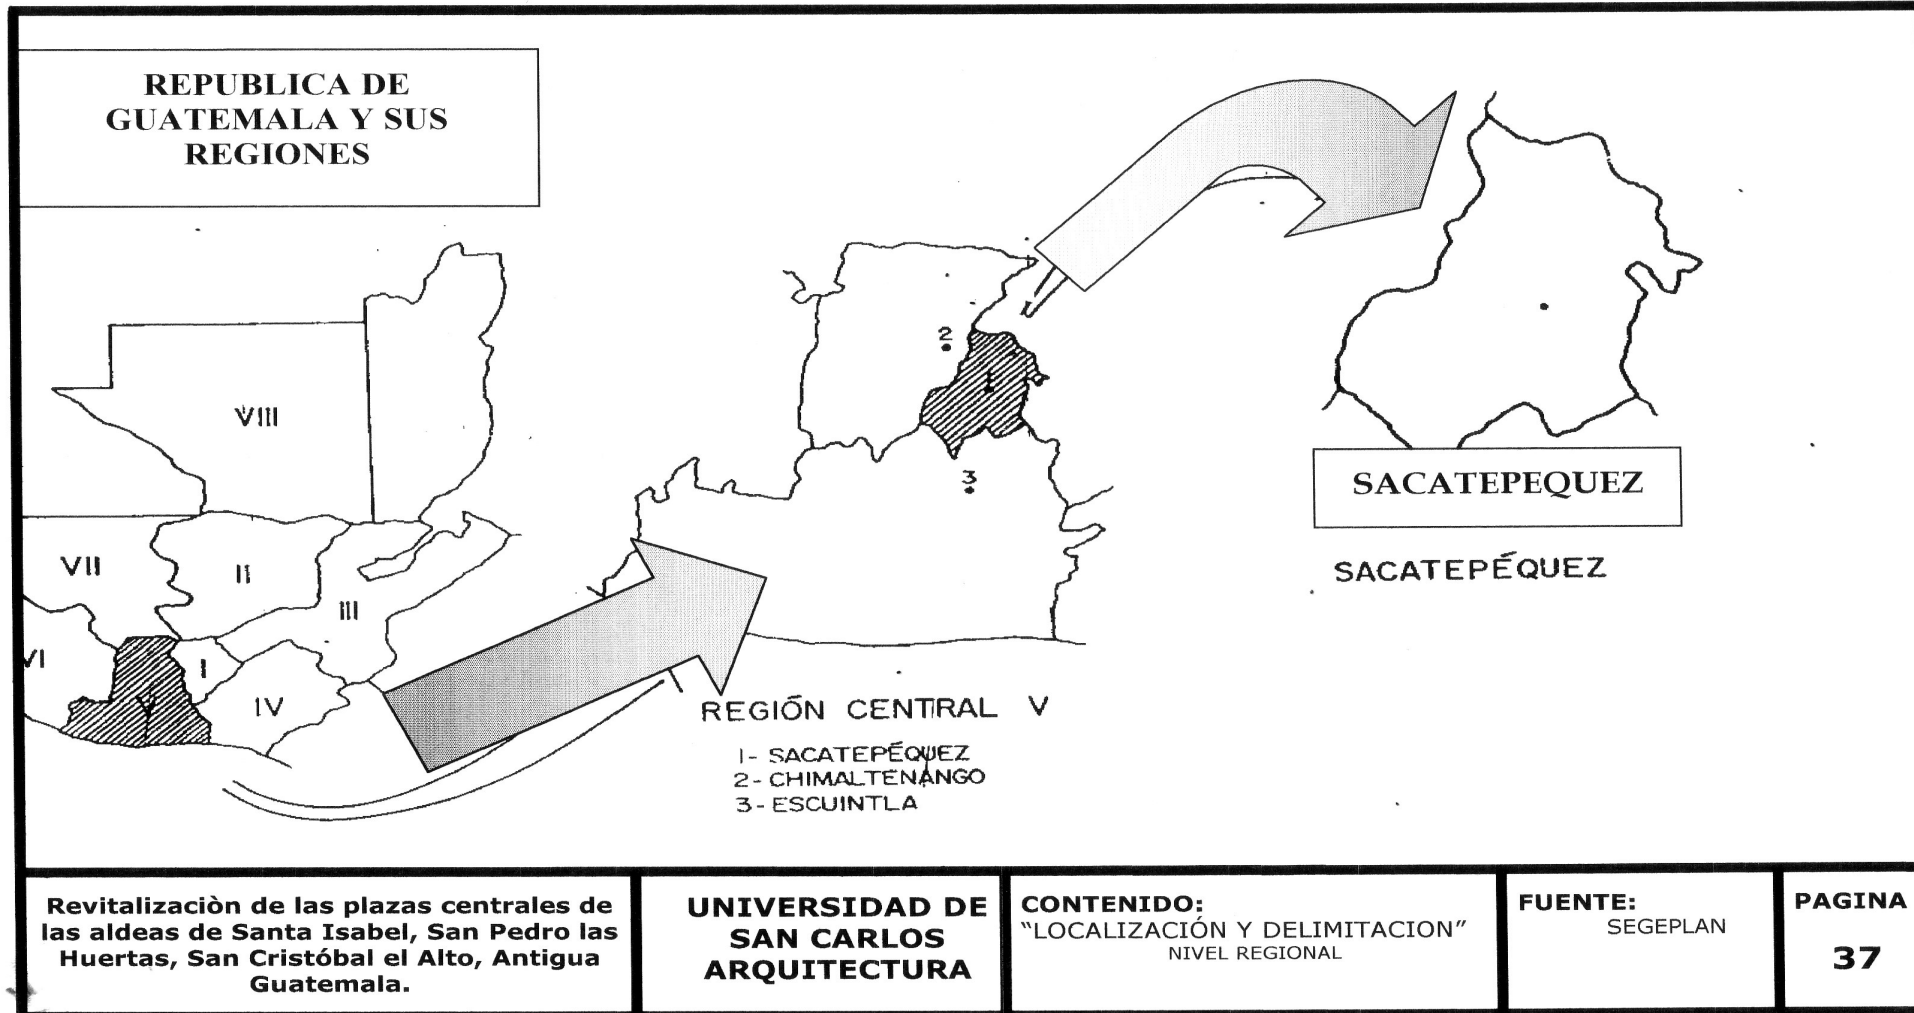 REPUBLICA DE
GUATEMALA Y SUS
REGIONES
VIII
VII
II
III
VI
I
IV
V
2
1
3
REGIÓN CENTRAL V
1- SACATEPÉQUEZ
2- CHIMALTENANGO
3- ESCUINTLA
SACATEPEQUEZ
SACATEPÉQUEZ
Revitalizaciòn de las plazas centrales de
las aldeas de Santa Isabel, San Pedro las
Huertas, San Cristóbal el Alto, Antigua
Guatemala.
UNIVERSIDAD DE
SAN CARLOS
ARQUITECTURA
CONTENIDO:
"LOCALIZACIÓN Y DELIMITACION"
NIVEL REGIONAL
FUENTE:
SEGEPLAN
PAGINA
37